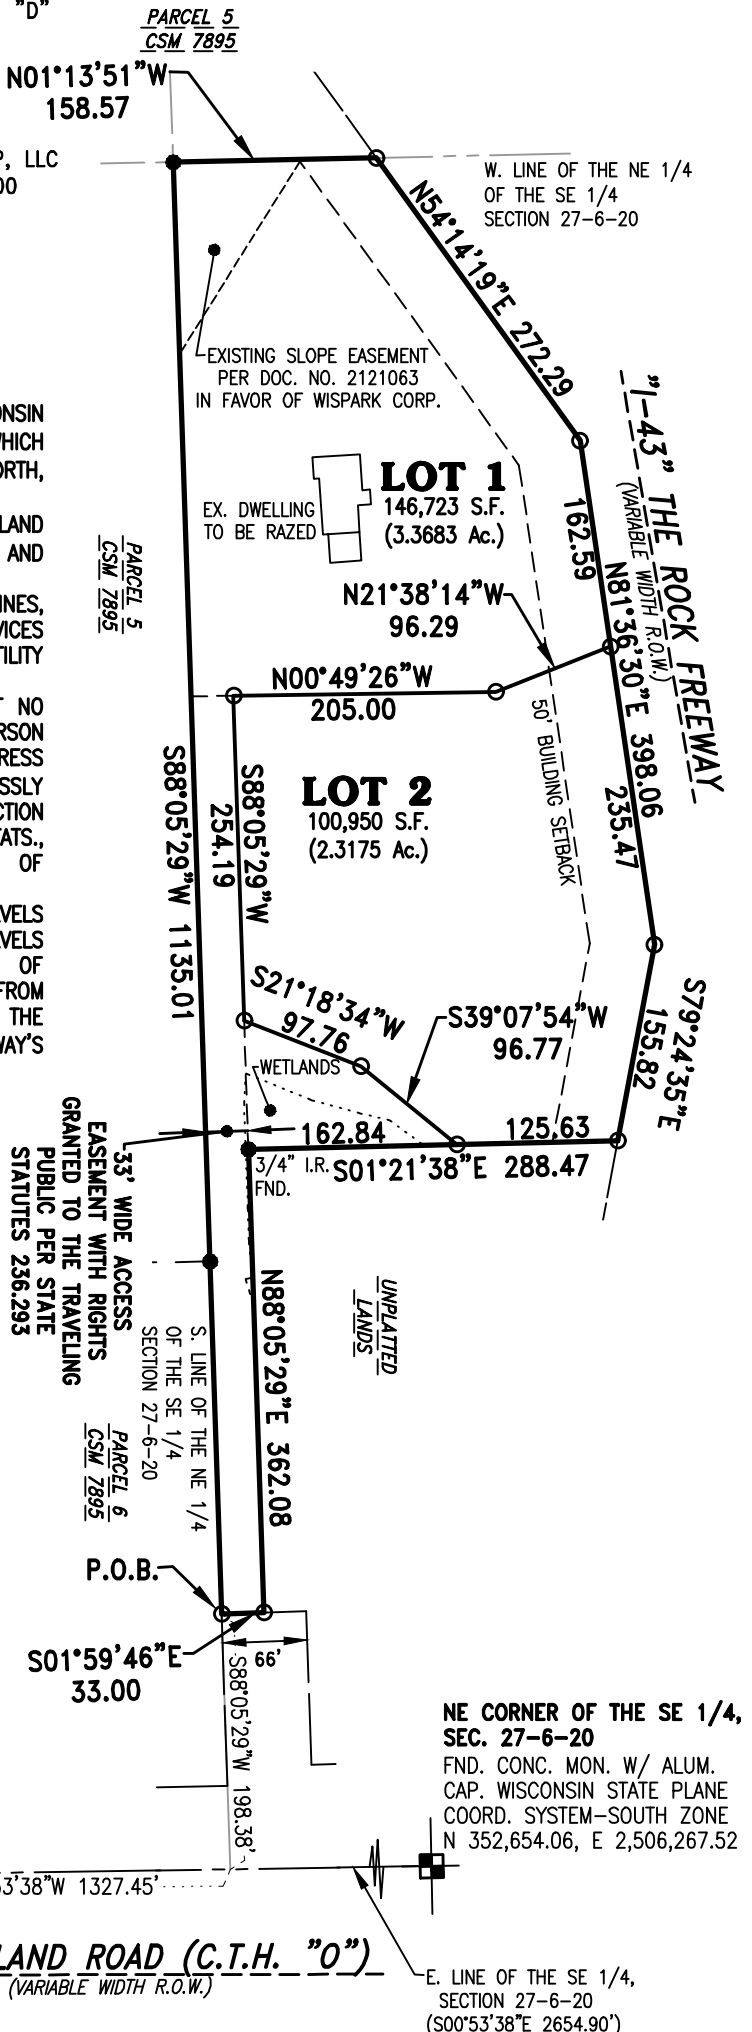 "D"
PARCEL 5
CSM 7895
N01°13'51"W
158.57
P, LLC
00
W. LINE OF THE NE 1/4
OF THE SE 1/4
SECTION 27-6-20
N54°14'19"E 272.29
EXISTING SLOPE EASEMENT
PER DOC. NO. 2121063
IN FAVOR OF WISPARK CORP.
"I-43" THE ROCK FREEWAY
(VARIABLE WIDTH R.O.W.)
ONSIN
WHICH
ORTH,
LAND
AND
INES,
VICES
TILITY
T NO
ERSON
RESS
SSLY
CTION
TATS.,
OF
VELS
VELS
OF
FROM
THE
WAY'S
LOT 1
146,723 S.F.
(3.3683 Ac.)
EX. DWELLING
TO BE RAZED
PARCEL 5
CSM 7895
162.59
N81°36'30"E 398.06
235.47
N21°38'14"W
96.29
N00°49'26"W
205.00
50' BUILDING SETBACK
S88°05'29"W 1135.01
S88°05'29"W
254.19
LOT 2
100,950 S.F.
(2.3175 Ac.)
S21°18'34"W
97.76
S39°07'54"W
96.77
S79°24'35"E
155.82
WETLANDS
162.84
125.63
S01°21'38"E 288.47
3/4" I.R.
FND.
33' WIDE ACCESS
EASEMENT WITH RIGHTS
GRANTED TO THE TRAVELING
PUBLIC PER STATE
STATUTES 236.293
N88°05'29"E 362.08
UNPLATTED
LANDS
S. LINE OF THE NE 1/4
OF THE SE 1/4
SECTION 27-6-20
PARCEL 6
CSM 7895
P.O.B.
S01°59'46"E
33.00
66'
S88°05'29"W 198.38'
NE CORNER OF THE SE 1/4,
SEC. 27-6-20
FND. CONC. MON. W/ ALUM.
CAP. WISCONSIN STATE PLANE
COORD. SYSTEM-SOUTH ZONE
N 352,654.06, E 2,506,267.52
53'38"W 1327.45'
LAND ROAD (C.T.H. "O")
(VARIABLE WIDTH R.O.W.)
E. LINE OF THE SE 1/4,
SECTION 27-6-20
(S00°53'38"E 2654.90')